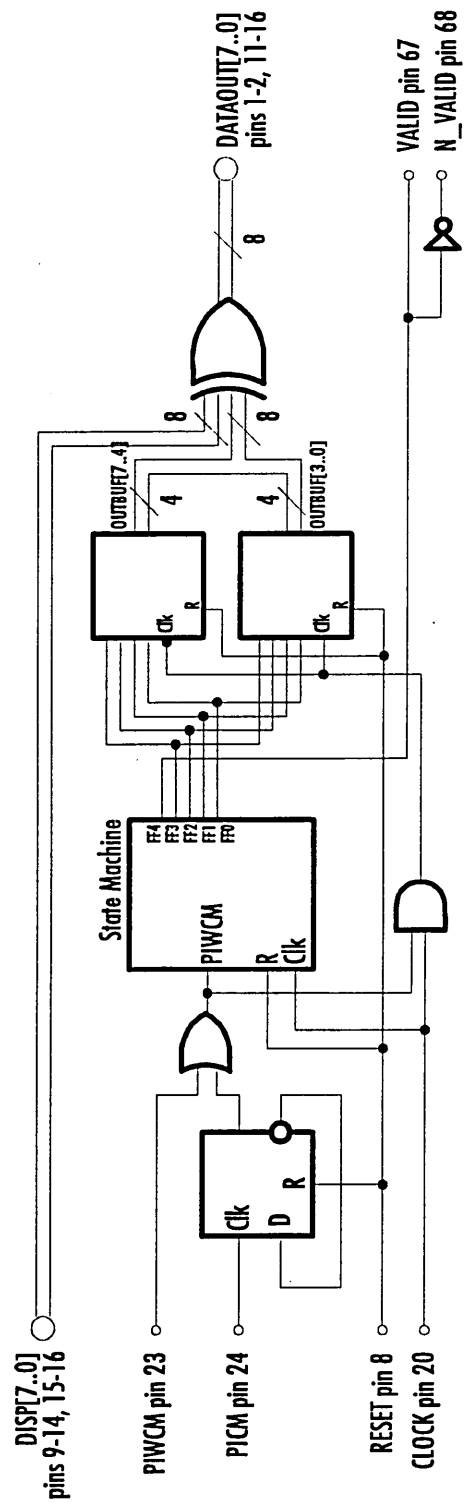 DISP[7..0]
pins 9-14, 15-16
PIWCM pin 23
PICM pin 24
RESET pin 8
CLOCK pin 20
Clk
D
R
State Machine
PIWCM
R
Clk
FF4
FF3
FF2
FF1
FF0
Clk
R
OUTBUF[7..4]
4
Clk
R
OUTBUF[3..0]
4
8
8
8
DATAOUT[7..0]
pins 1-2, 11-16
VALID pin 67
N_VALID pin 68